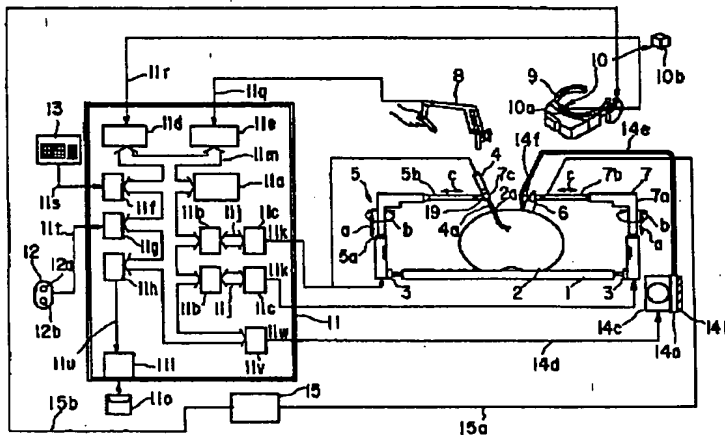 11r
11q
8
9
10
10b
10a
13
11d
11e
4
14f
14e
11m
7c
5
5b
c
2a
c
7b
7
11s
11f
11a
19
4a
6
7a
11b
11j
11c
11k
a
b
b
a
11t
11g
5a
12
12a
11h
11b
11j
11c
11k
3
2
1
3
12b
11
14c
14a
11u
11v
11w
14d
11i
11o
15
15b
15a